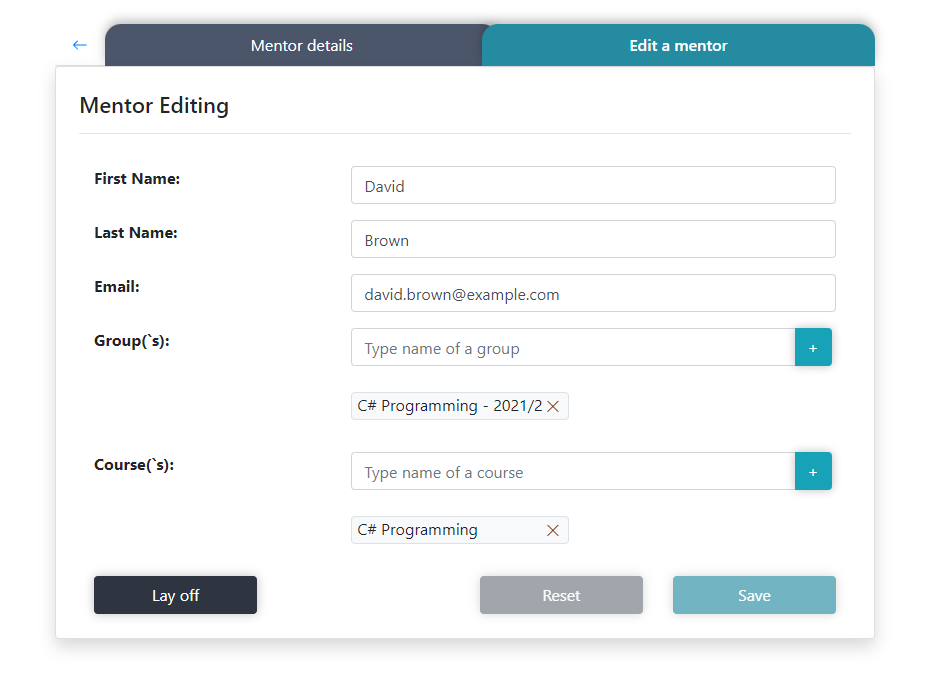 ← Mentor details Edit a mentor
Mentor Editing
First Name: David
Last Name: Brown
Email: david.brown@example.com
Group(`s): Type name of a group +
C# Programming - 2021/2 ×
Course(`s): Type name of a course +
C# Programming ×
Lay off Reset Save